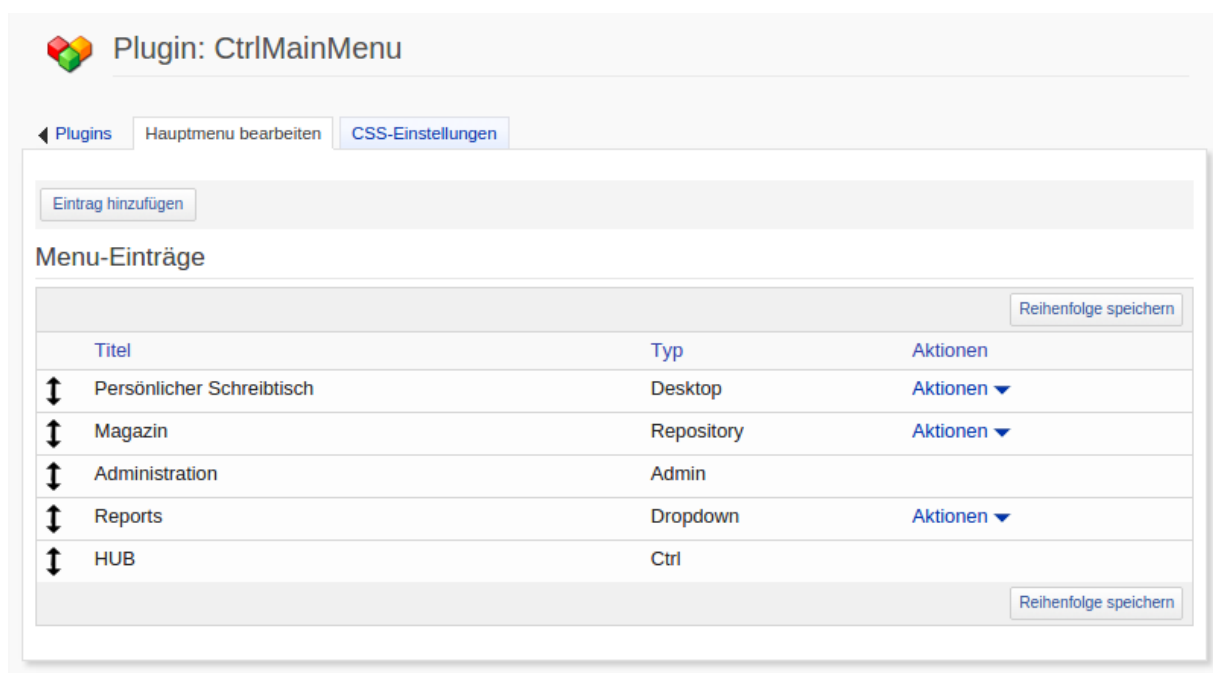 Plugin: CtrlMainMenu
Plugins Hauptmenu bearbeiten CSS-Einstellungen
Eintrag hinzufügen
Menu-Einträge
Reihenfolge speichern
Titel Typ Aktionen
Persönlicher Schreibtisch Desktop Aktionen
Magazin Repository Aktionen
Administration Admin
Reports Dropdown Aktionen
HUB Ctrl
Reihenfolge speichern